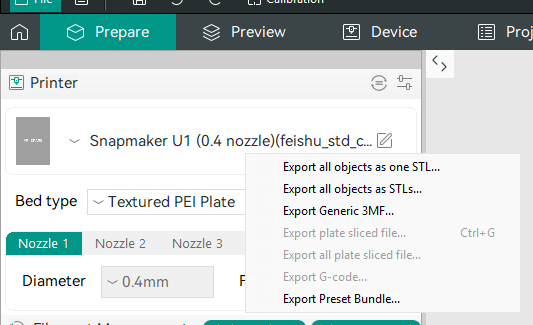 File
Calibration
Prepare
Preview
Device
Proj
Printer
Snapmaker U1 (0.4 nozzle)(feishu_std_c...
Export all objects as one STL...
Export all objects as STLs...
Bed type
Textured PEI Plate
Export Generic 3MF...
Export plate sliced file... Ctrl+G
Nozzle 1
Nozzle 2
Nozzle 3
Export all plate sliced file...
Diameter
0.4mm
F
Export G-code...
Export Preset Bundle...